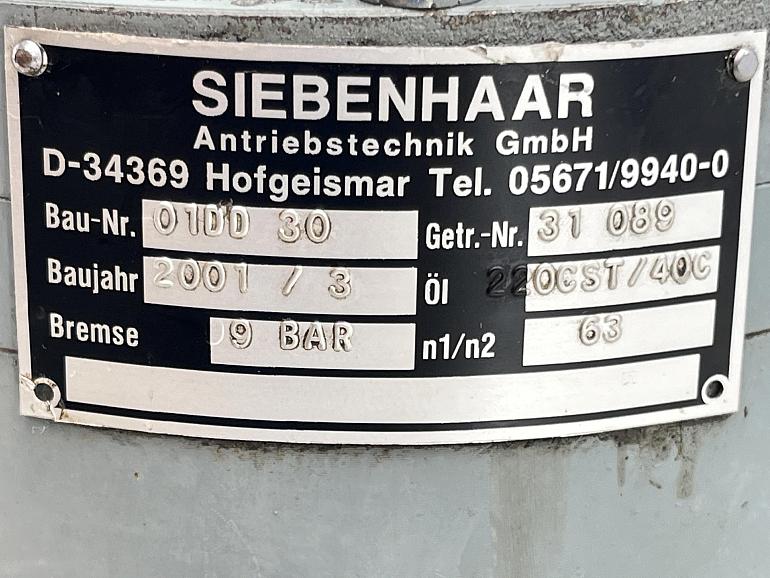 SIEBENHAAR
Antriebstechnik GmbH
D-34369 Hofgeismar Tel. 05671/9940-0
Bau-Nr. 01DD 30 Getr.-Nr. 31 089
Baujahr 2001 / 3 Öl 220CST/40C
Bremse 9 BAR n1/n2 63